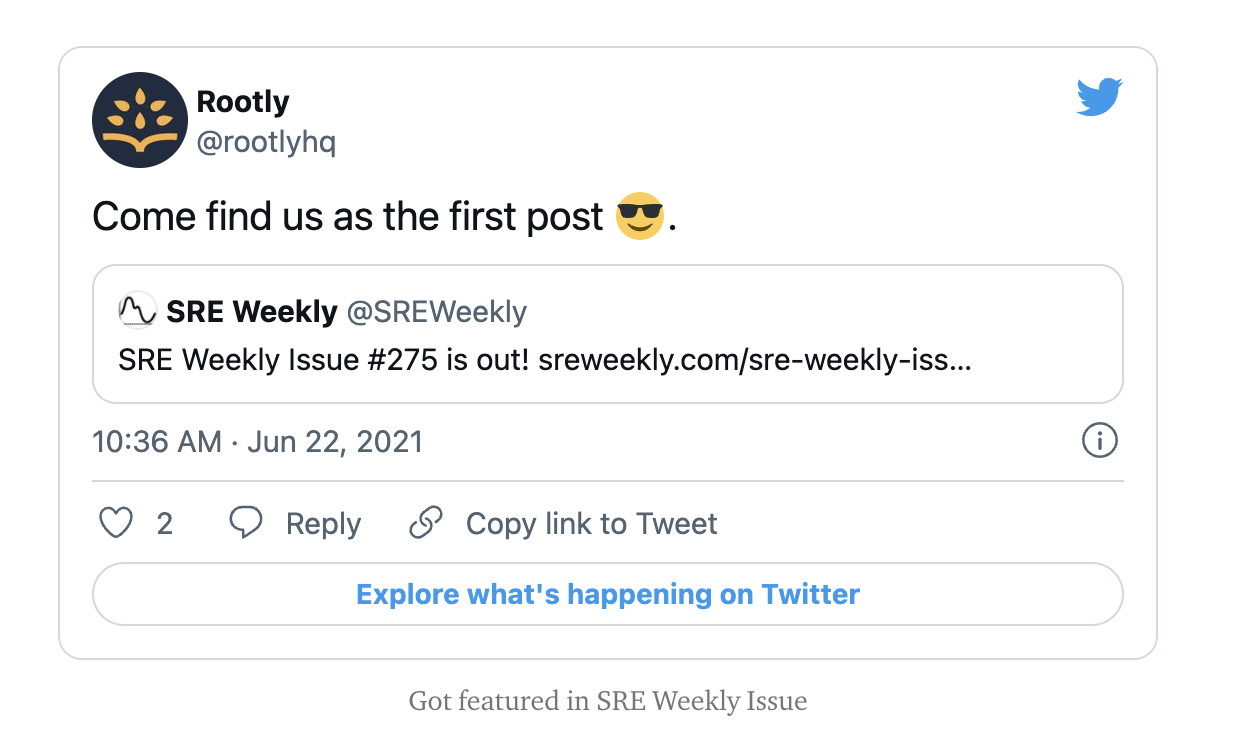 Rootly
@rootlyhq
Come find us as the first post 😎.
SRE Weekly @SREWeekly
SRE Weekly Issue #275 is out! sreweekly.com/sre-weekly-iss...
10:36 AM · Jun 22, 2021
2 Reply Copy link to Tweet
Explore what's happening on Twitter
Got featured in SRE Weekly Issue